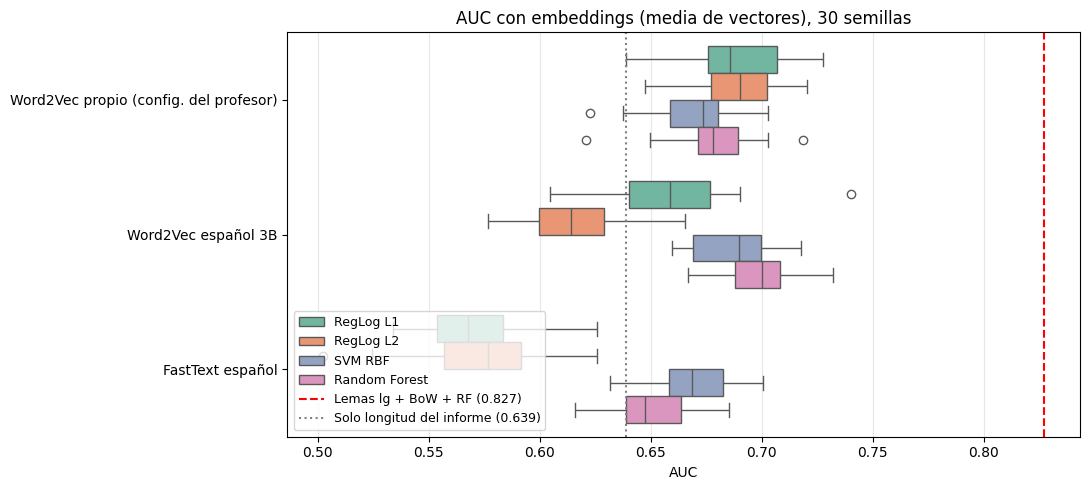 AUC con embeddings (media de vectores), 30 semillas
Word2Vec propio (config. del profesor)
Word2Vec español 3B
FastText español
RegLog L1
RegLog L2
SVM RBF
Random Forest
Lemas lg + BoW + RF (0.827)
Solo longitud del informe (0.639)
0.50 0.55 0.60 0.65 0.70 0.75 0.80
AUC